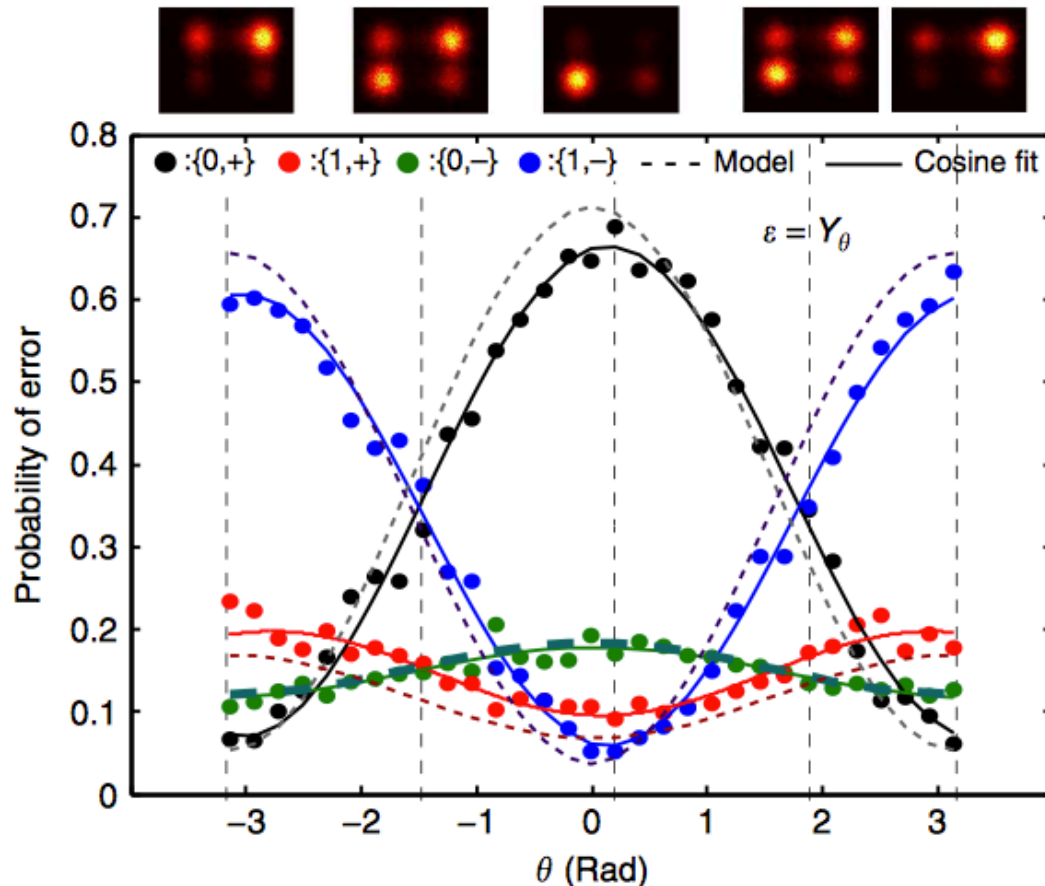 0.8
:{0,+} :{1,+} :{0,–} :{1,–} Model Cosine fit
0.7
ε = Yθ
0.6
0.5
0.4
0.3
0.2
0.1
0
Probability of error
–3 –2 –1 0 1 2 3
θ (Rad)